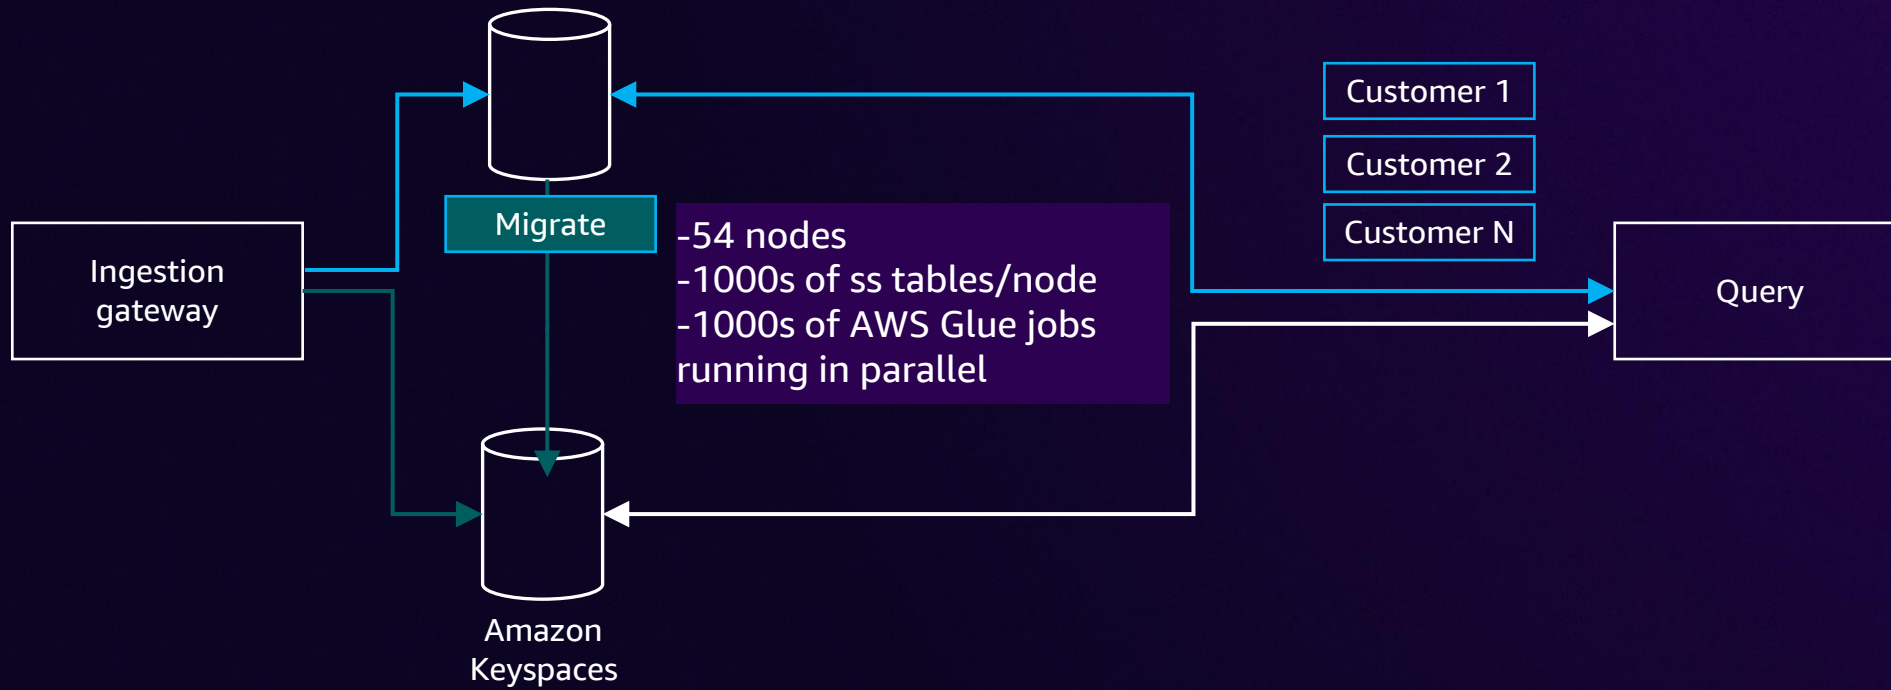 Customer 1
Customer 2
Customer N
Migrate
-54 nodes
-1000s of ss tables/node
-1000s of AWS Glue jobs
running in parallel
Ingestion
gateway
Query
Amazon
Keyspaces